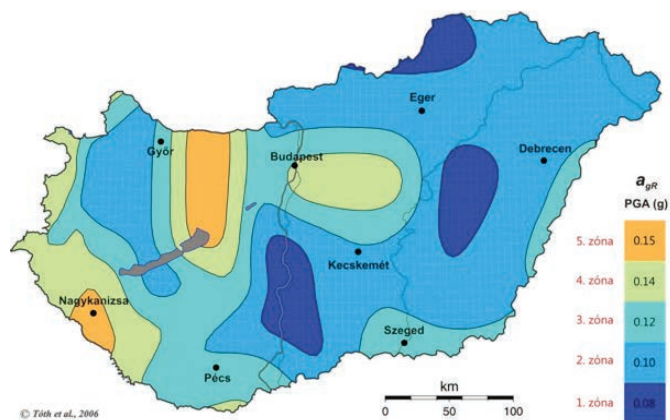 Eger
Győr
Budapest
Debrecen
a_gR
PGA (g)
5. zóna 0.15
Kecskemét
4. zóna 0.14
Nagykanizsa
3. zóna 0.12
Szeged
2. zóna 0.10
Pécs
km
1. zóna 0.08
0 50 100
© Tóth et al., 2006